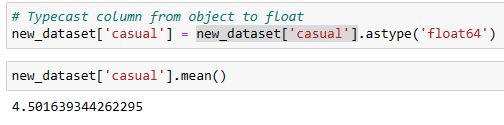 # Typecast column from object to float
new_dataset['casual'] = new_dataset['casual'].astype('float64')
new_dataset['casual'].mean()
4.501639344262295